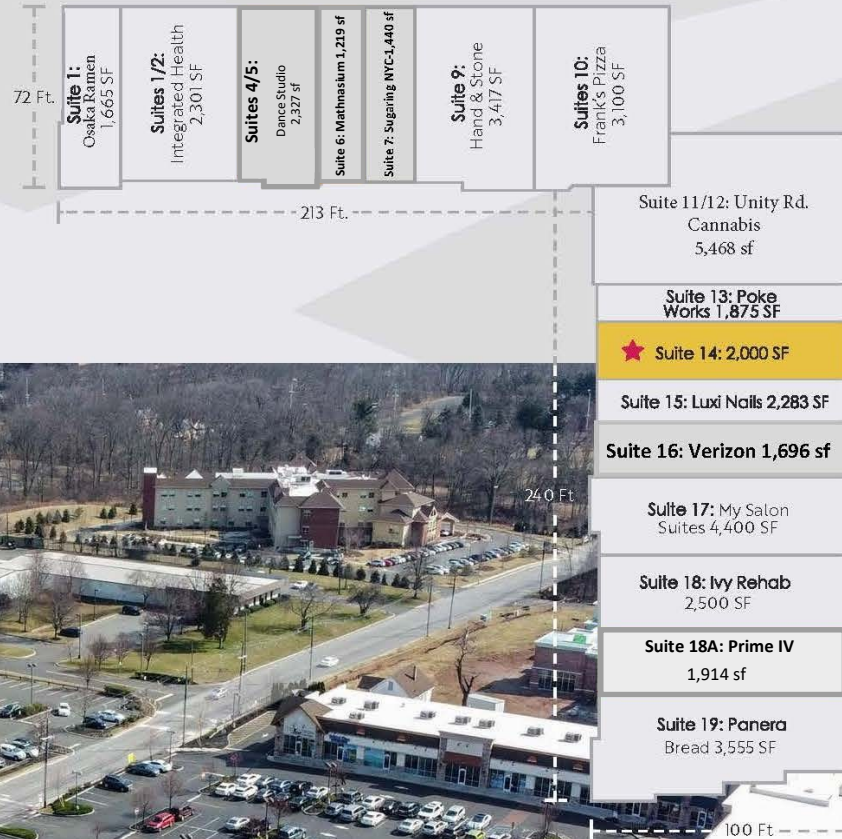 72 Ft.
Suite 1:
Osaka Ramen
1,665 SF
Suites 1/2:
Integrated Health
2,301 SF
Suites 4/5:
Dance Studio
2,327 sf
Suite 6: Mathnasium 1,219 sf
Suite 7: Sugaring NYC-1,440 sf
Suite 9:
Hand & Stone
3,417 SF
Suites 10:
Frank's Pizza
3,100 SF
213 Ft.
Suite 11/12: Unity Rd.
Cannabis
5,468 sf
Suite 13: Poke
Works 1,875 SF
Suite 14: 2,000 SF
Suite 15: Luxi Nails 2,283 SF
Suite 16: Verizon 1,696 sf
240 Ft
Suite 17: My Salon
Suites 4,400 SF
Suite 18: Ivy Rehab
2,500 SF
Suite 18A: Prime IV
1,914 sf
Suite 19: Panera
Bread 3,555 SF
100 Ft